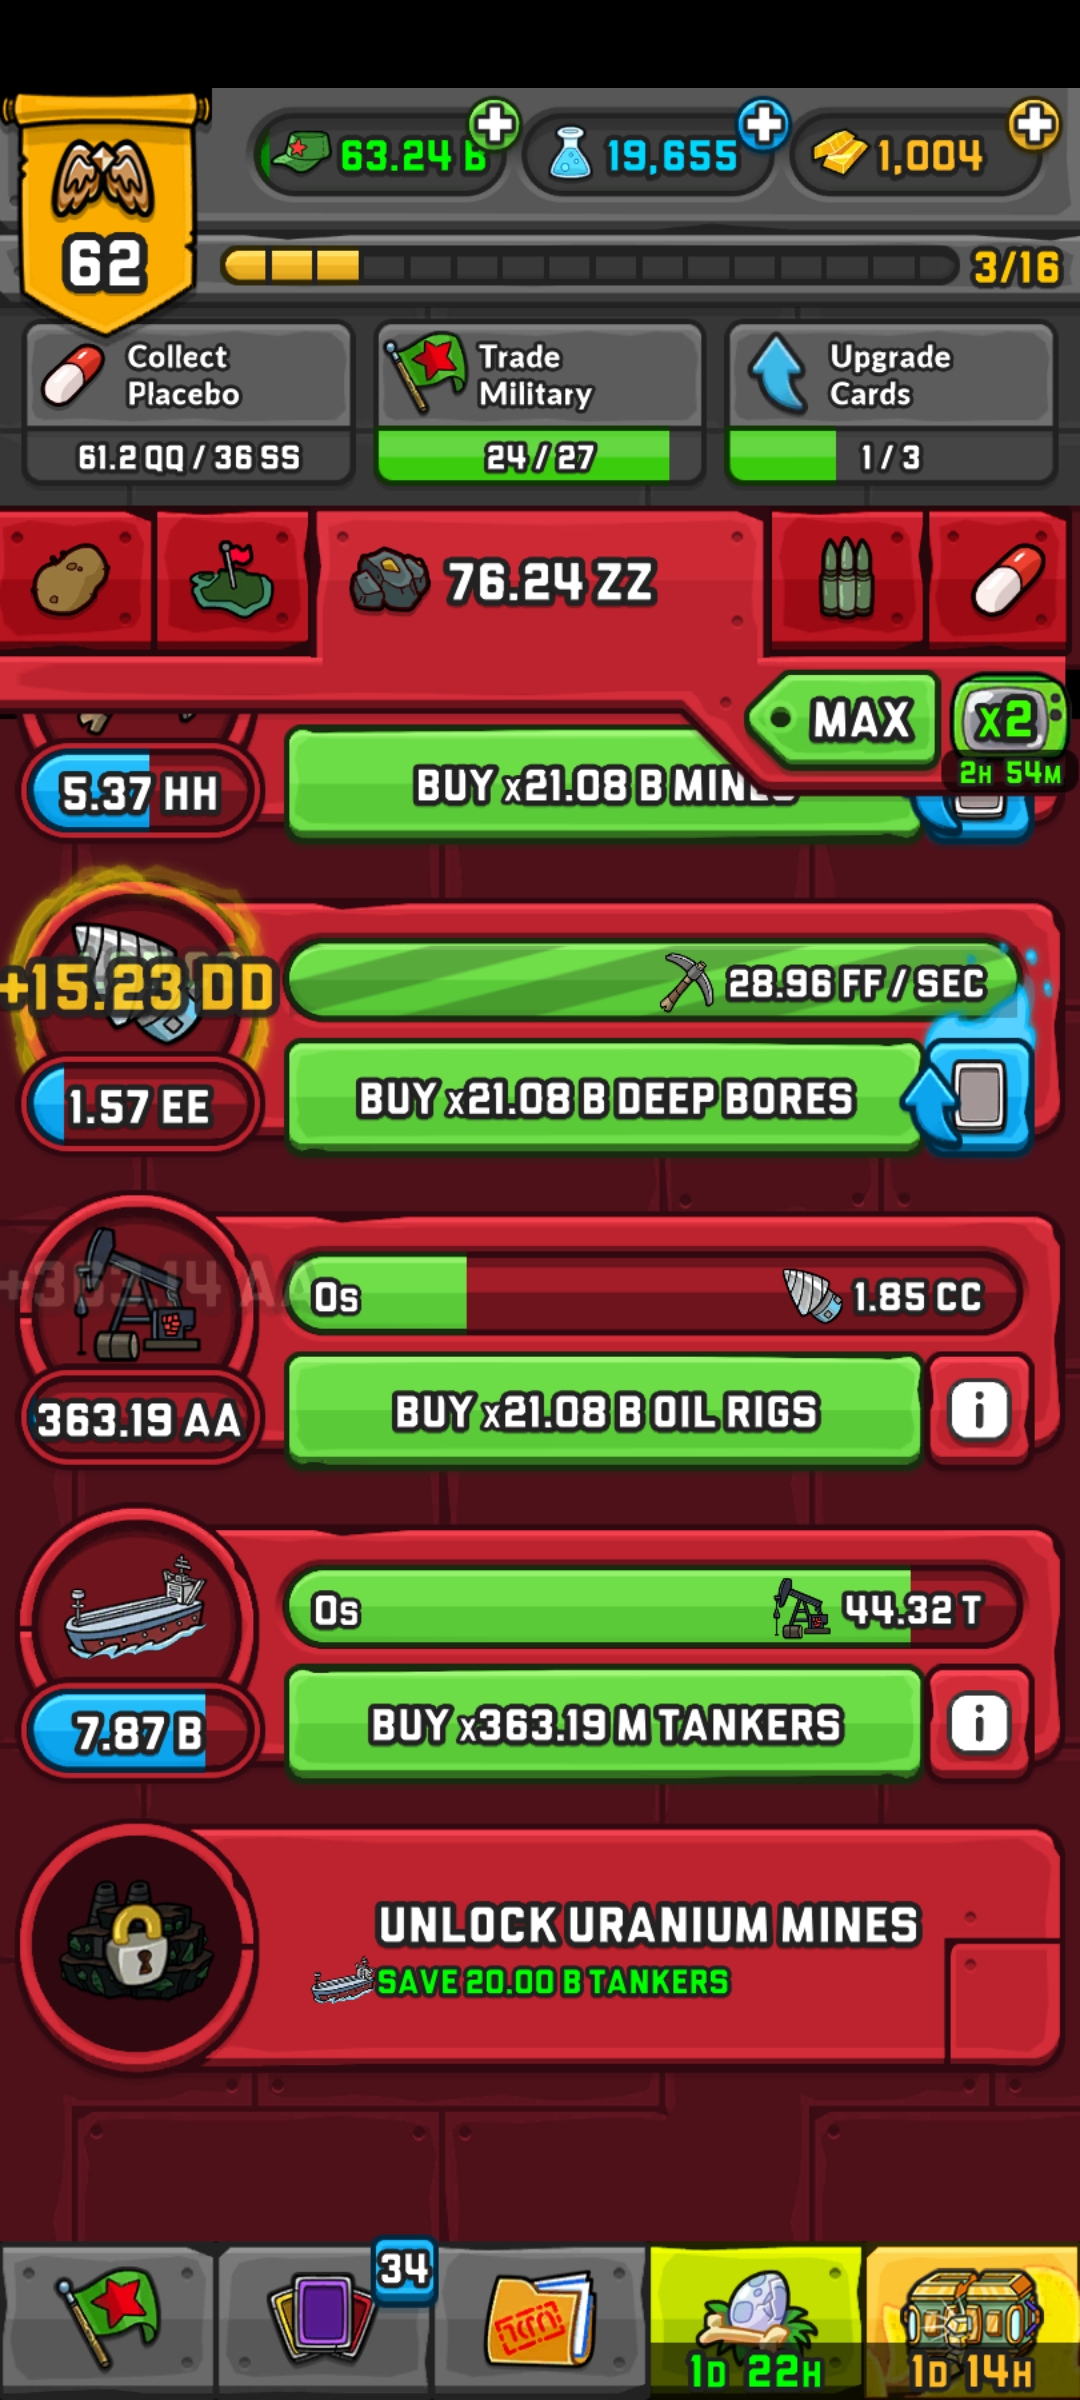 63.24 B
19,655
1,004
62
3/16
Collect
Placebo
61.2 QQ / 36 SS
Trade
Military
24 / 27
Upgrade
Cards
1 / 3
76.24 ZZ
MAX
x2
2H 54M
5.37 HH
BUY x21.08 B
+15.23 DD
28.96 FF / SEC
1.57 EE
BUY x21.08 B DEEP BORES
+363.14 AA
0s
1.85 CC
363.19 AA
BUY x21.08 B OIL RIGS
i
0s
44.32 T
7.87 B
BUY x363.19 M TANKERS
i
UNLOCK URANIUM MINES
SAVE 20.00 B TANKERS
34
1D 22H
1D 14H